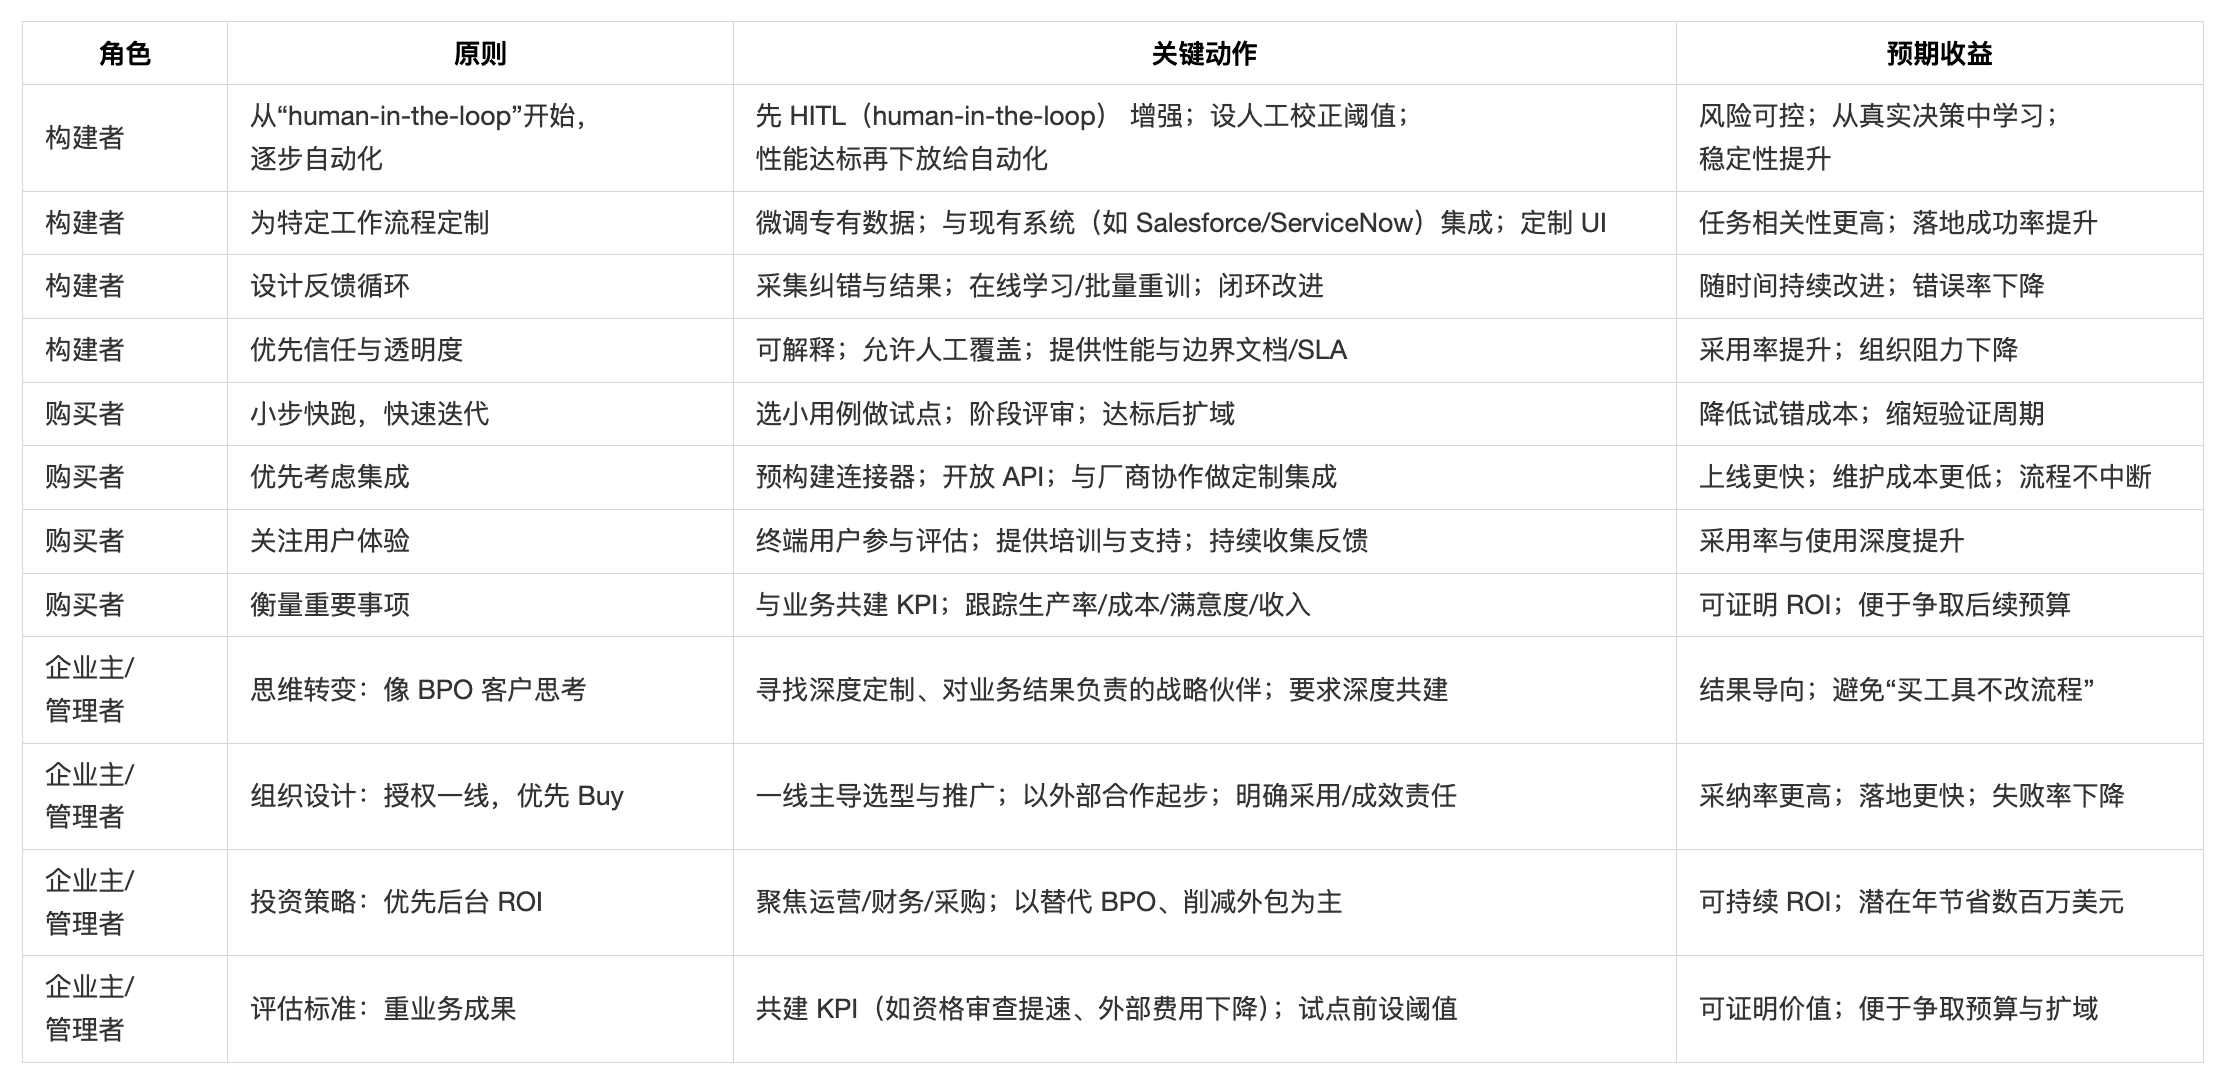 角色 原则 关键动作 预期收益
构建者 从“human-in-the-loop”开始， 先 HITL（human-in-the-loop） 增强；设人工校正阈值； 风险可控；从真实决策中学习；
逐步自动化 性能达标再下放给自动化 稳定性提升
构建者 为特定工作流程定制 微调专有数据；与现有系统（如 Salesforce/ServiceNow）集成；定制 UI 任务相关性更高；落地成功率提升
构建者 设计反馈循环 采集纠错与结果；在线学习/批量重训；闭环改进 随时间持续改进；错误率下降
构建者 优先信任与透明度 可解释；允许人工覆盖；提供性能与边界文档/SLA 采用率提升；组织阻力下降
购买者 小步快跑，快速迭代 选小用例做试点；阶段评审；达标后扩域 降低试错成本；缩短验证周期
购买者 优先考虑集成 预构建连接器；开放 API；与厂商协作做定制集成 上线更快；维护成本更低；流程不中断
购买者 关注用户体验 终端用户参与评估；提供培训与支持；持续收集反馈 采用率与使用深度提升
购买者 衡量重要事项 与业务共建 KPI；跟踪生产率/成本/满意度/收入 可证明 ROI；便于争取后续预算
企业主/
管理者 思维转变：像 BPO 客户思考 寻找深度定制、对业务结果负责的战略伙伴；要求深度共建 结果导向；避免“买工具不改流程”
企业主/
管理者 组织设计：授权一线，优先 Buy 一线主导选型与推广；以外部合作起步；明确采用/成效责任 采纳率更高；落地更快；失败率下降
企业主/
管理者 投资策略：优先后台 ROI 聚焦运营/财务/采购；以替代 BPO、削减外包为主 可持续 ROI；潜在年节省数百万美元
企业主/
管理者 评估标准：重业务成果 共建 KPI（如资格审查提速、外部费用下降）；试点前设阈值 可证明价值；便于争取预算与扩域